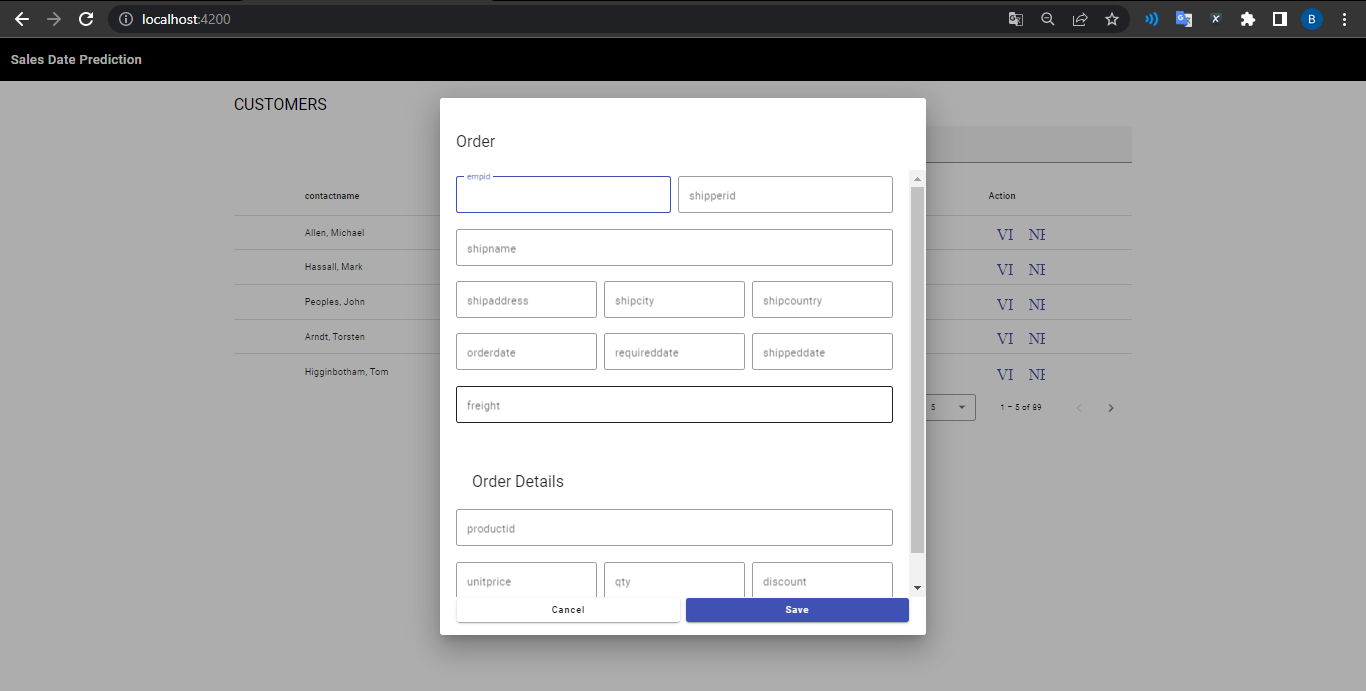 localhost:4200
B
Sales Date Prediction
CUSTOMERS
contactname
Action
Allen, Michael
VI NE
Hassall, Mark
VI NE
Peoples, John
VI NE
Arndt, Torsten
VI NE
Higginbotham, Tom
VI NE
5
1 – 5 of 89
Order
empid
shipperid
shipname
shipaddress shipcity shipcountry
orderdate requireddate shippeddate
freight
Order Details
productid
unitprice qty discount
Cancel Save